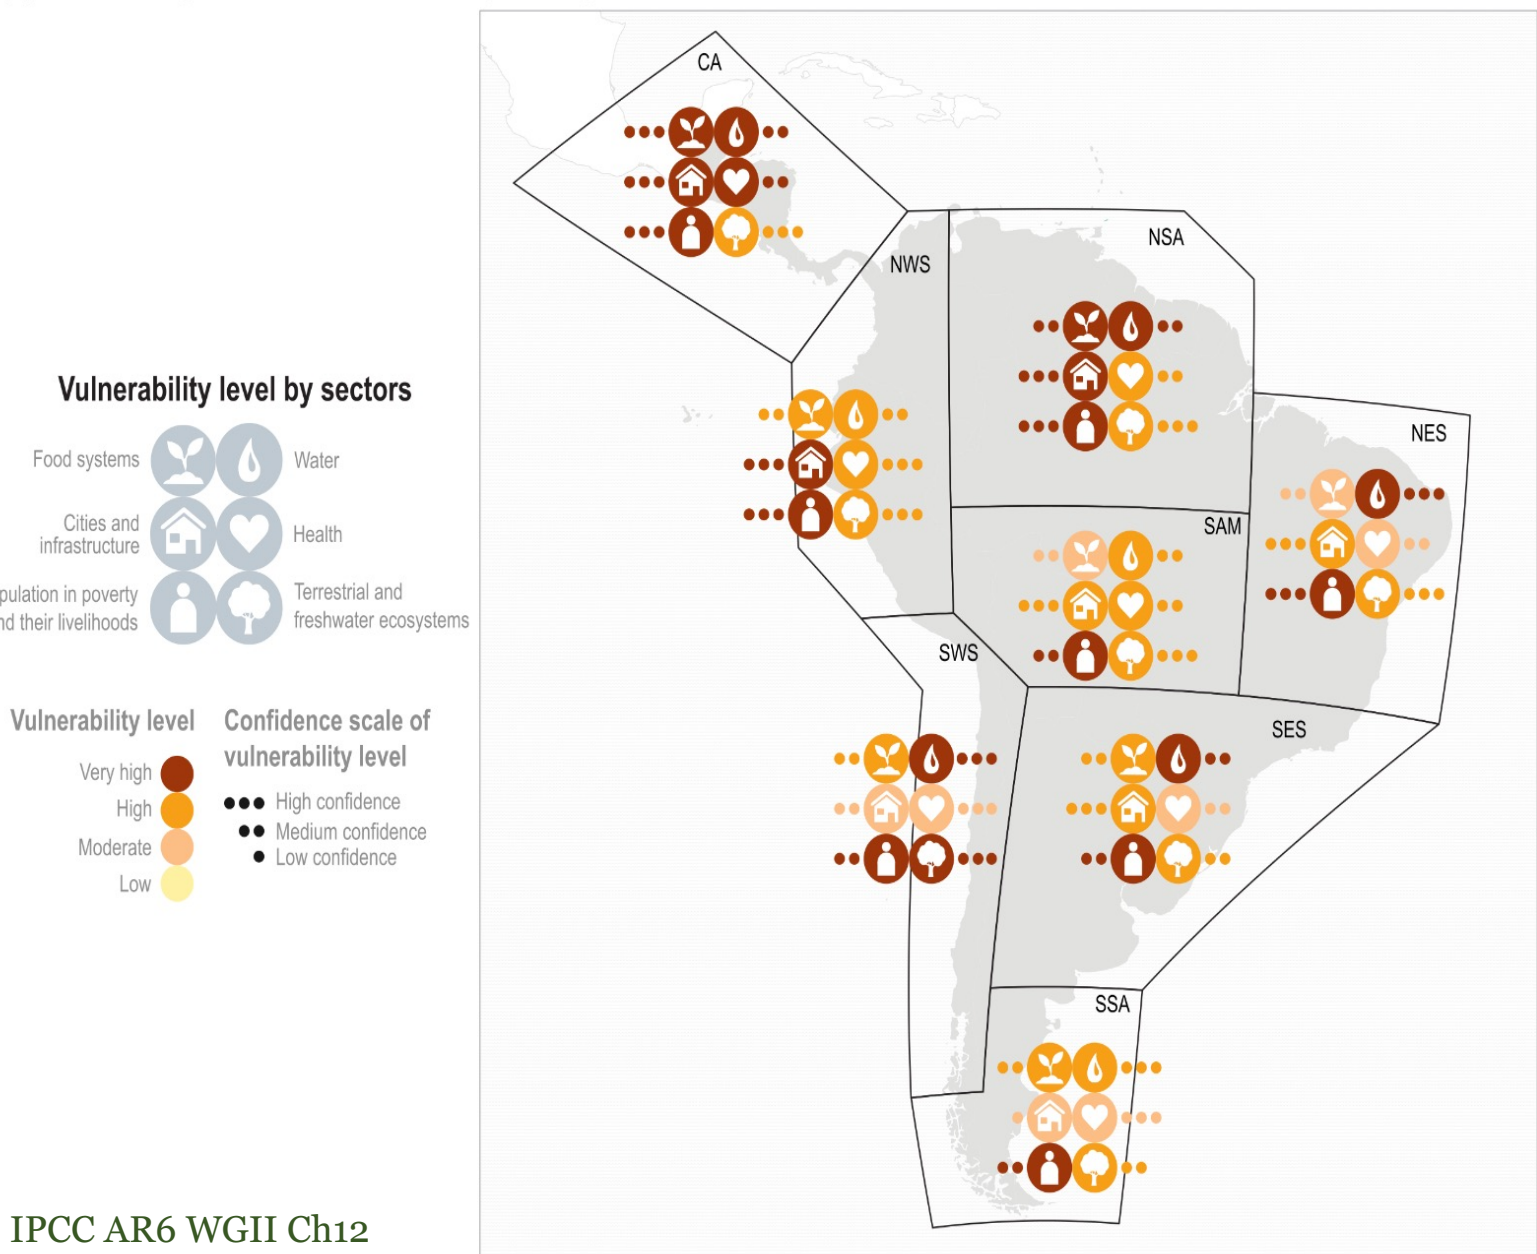 CA
NWS
NSA
NES
SAM
SWS
SES
SSA
Vulnerability level by sectors
Food systems
Water
Cities and
infrastructure
Health
pulation in poverty
nd their livelihoods
Terrestrial and
freshwater ecosystems
Vulnerability level
Very high
High
Moderate
Low
Confidence scale of
vulnerability level
High confidence
Medium confidence
Low confidence
IPCC AR6 WGII Ch12